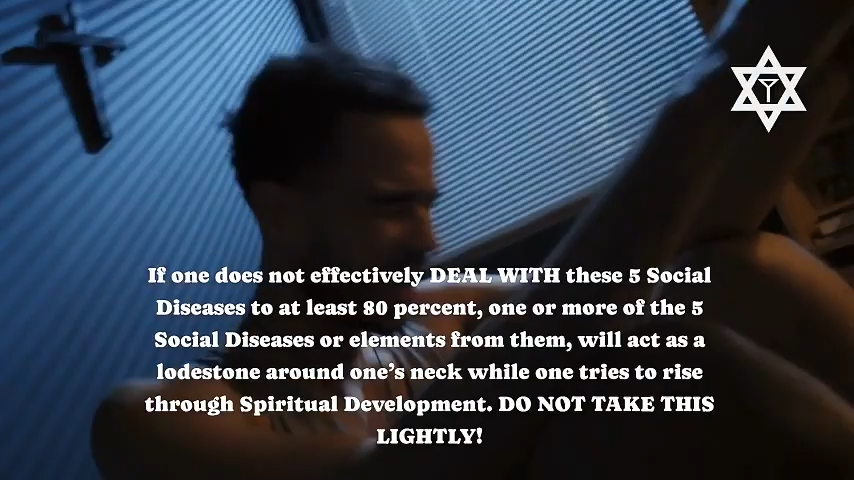 If one does not effectively DEAL WITH these 5 Social
Diseases to at least 80 percent, one or more of the 5
Social Diseases or elements from them, will act as a
lodestone around one's neck while one tries to rise
through Spiritual Development. DO NOT TAKE THIS
LIGHTLY!